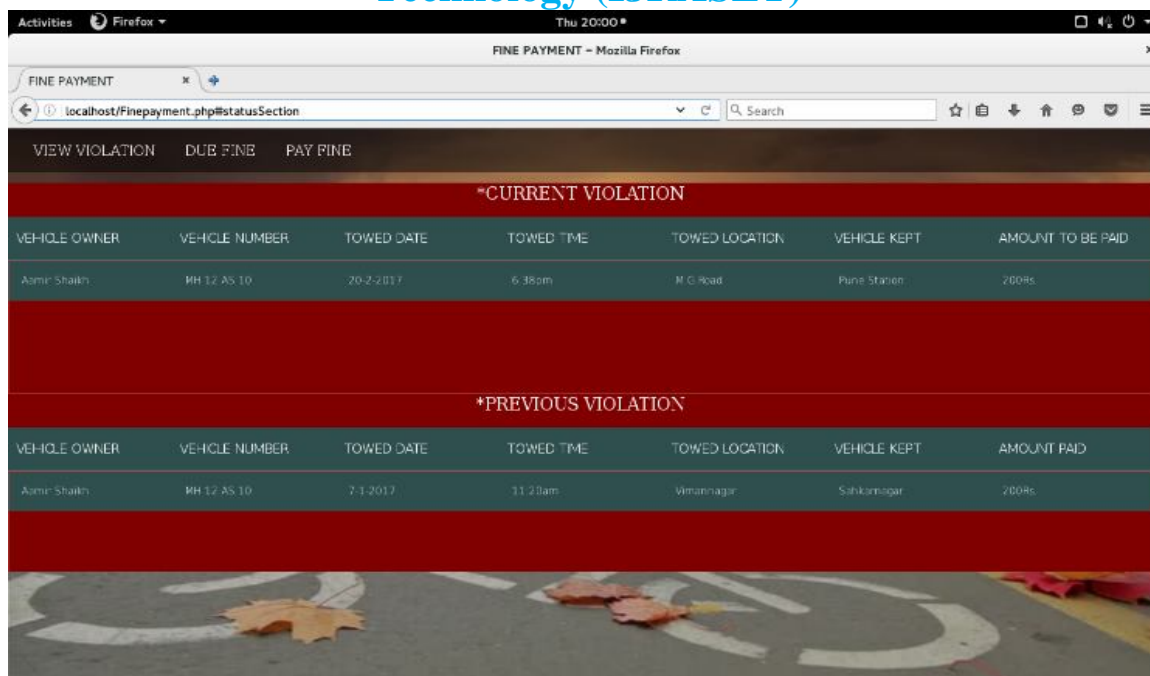 Technology (IJARSET)
Activities Firefox Thu 20:00
FINE PAYMENT – Mozilla Firefox
FINE PAYMENT
localhost/Finepayment.php#statusSection Search
VIEW VIOLATION DUE FINE PAY FINE
*CURRENT VIOLATION
VEHICLE OWNER VEHICLE NUMBER TOWED DATE TOWED TIME TOWED LOCATION VEHICLE KEPT AMOUNT TO BE PAID
Aamir Shaikh MH 12 AS 10 20-2-2017 6:38pm M G Road Pune Station 200Rs.
*PREVIOUS VIOLATION
VEHICLE OWNER VEHICLE NUMBER TOWED DATE TOWED TIME TOWED LOCATION VEHICLE KEPT AMOUNT PAID
Aamir Shaikh MH 12 AS 10 7-1-2017 11:20am Vimannagar Sahkarnagar 200Rs.